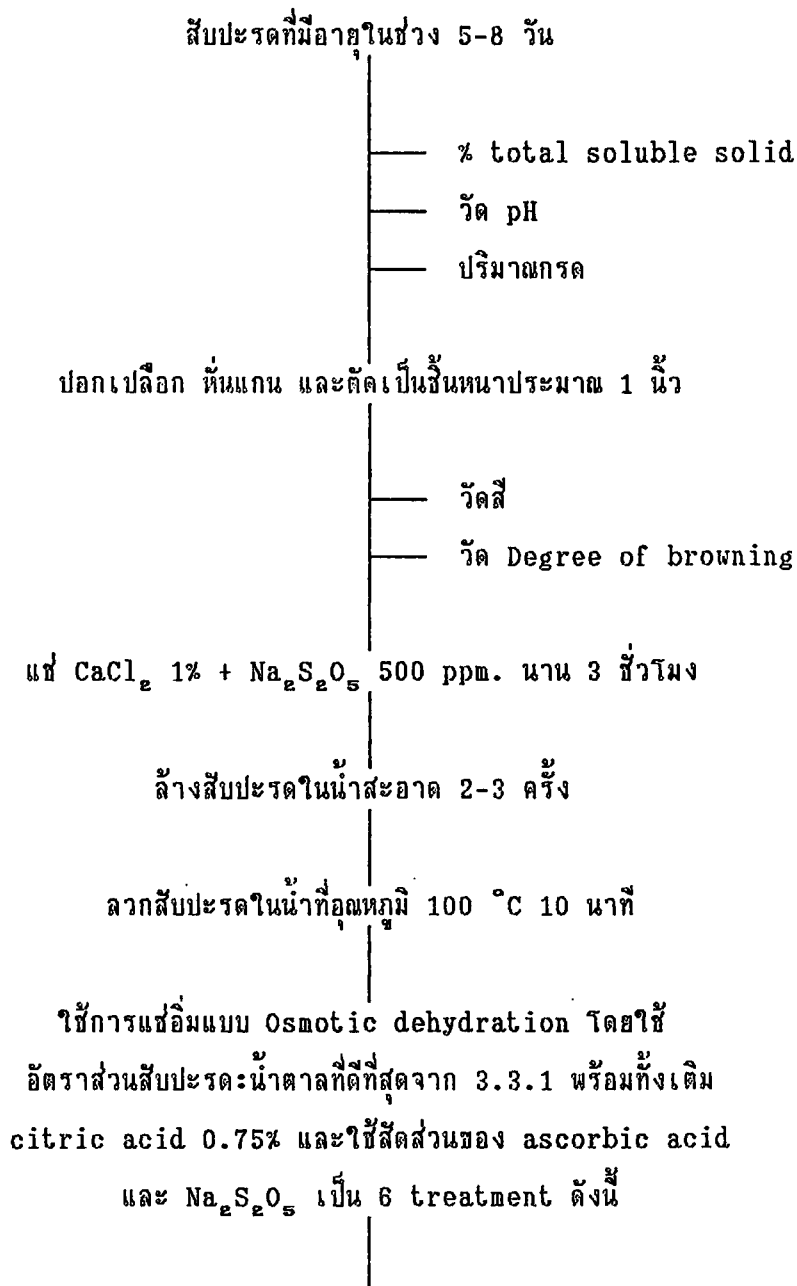 สับปะรดที่มีอายุในช่วง 5-8 วัน
% total soluble solid
วัด pH
ปริมาณกรด
ปอกเปลือก หั่นแกน และตัดเป็นชิ้นหนาประมาณ 1 นิ้ว
วัดสี
วัด Degree of browning
แช่ CaCl₂ 1% + Na₂S₂O₅ 500 ppm. นาน 3 ชั่วโมง
ล้างสับปะรดในน้ำสะอาด 2-3 ครั้ง
ลวกสับปะรดในน้ำที่อุณหภูมิ 100 °C 10 นาที
ใช้การแช่อิ่มแบบ Osmotic dehydration โดยใช้
อัตราส่วนสับปะรด:น้ำตาลที่ดีที่สุดจาก 3.3.1 พร้อมทั้งเติม
citric acid 0.75% และใช้สัดส่วนของ ascorbic acid
และ Na₂S₂O₅ เป็น 6 treatment ดังนี้